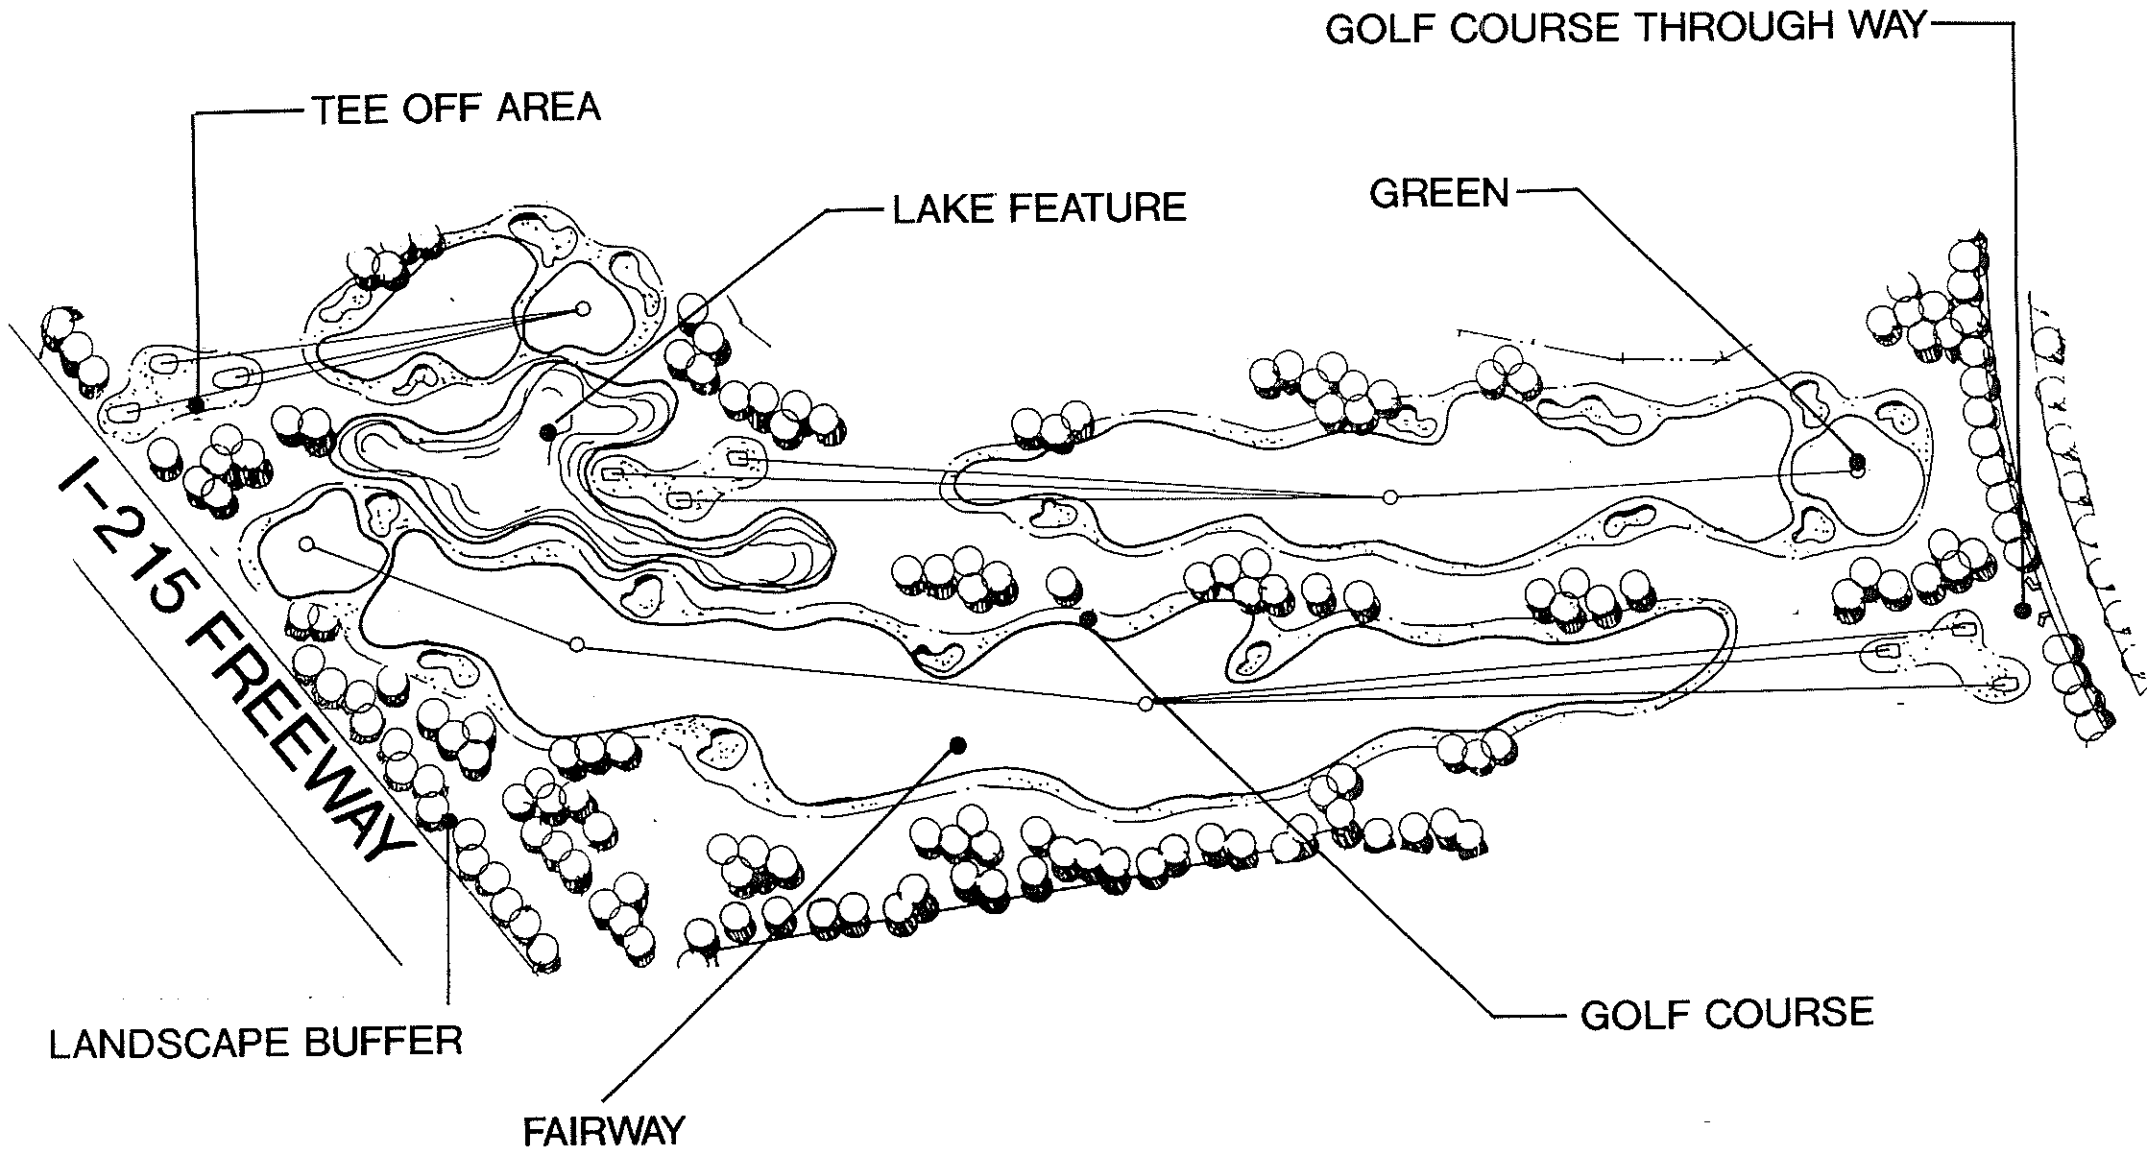 GOLF COURSE THROUGH WAY
TEE OFF AREA
GREEN
LAKE FEATURE
I-215 FREEWAY
GOLF COURSE
LANDSCAPE BUFFER
FAIRWAY